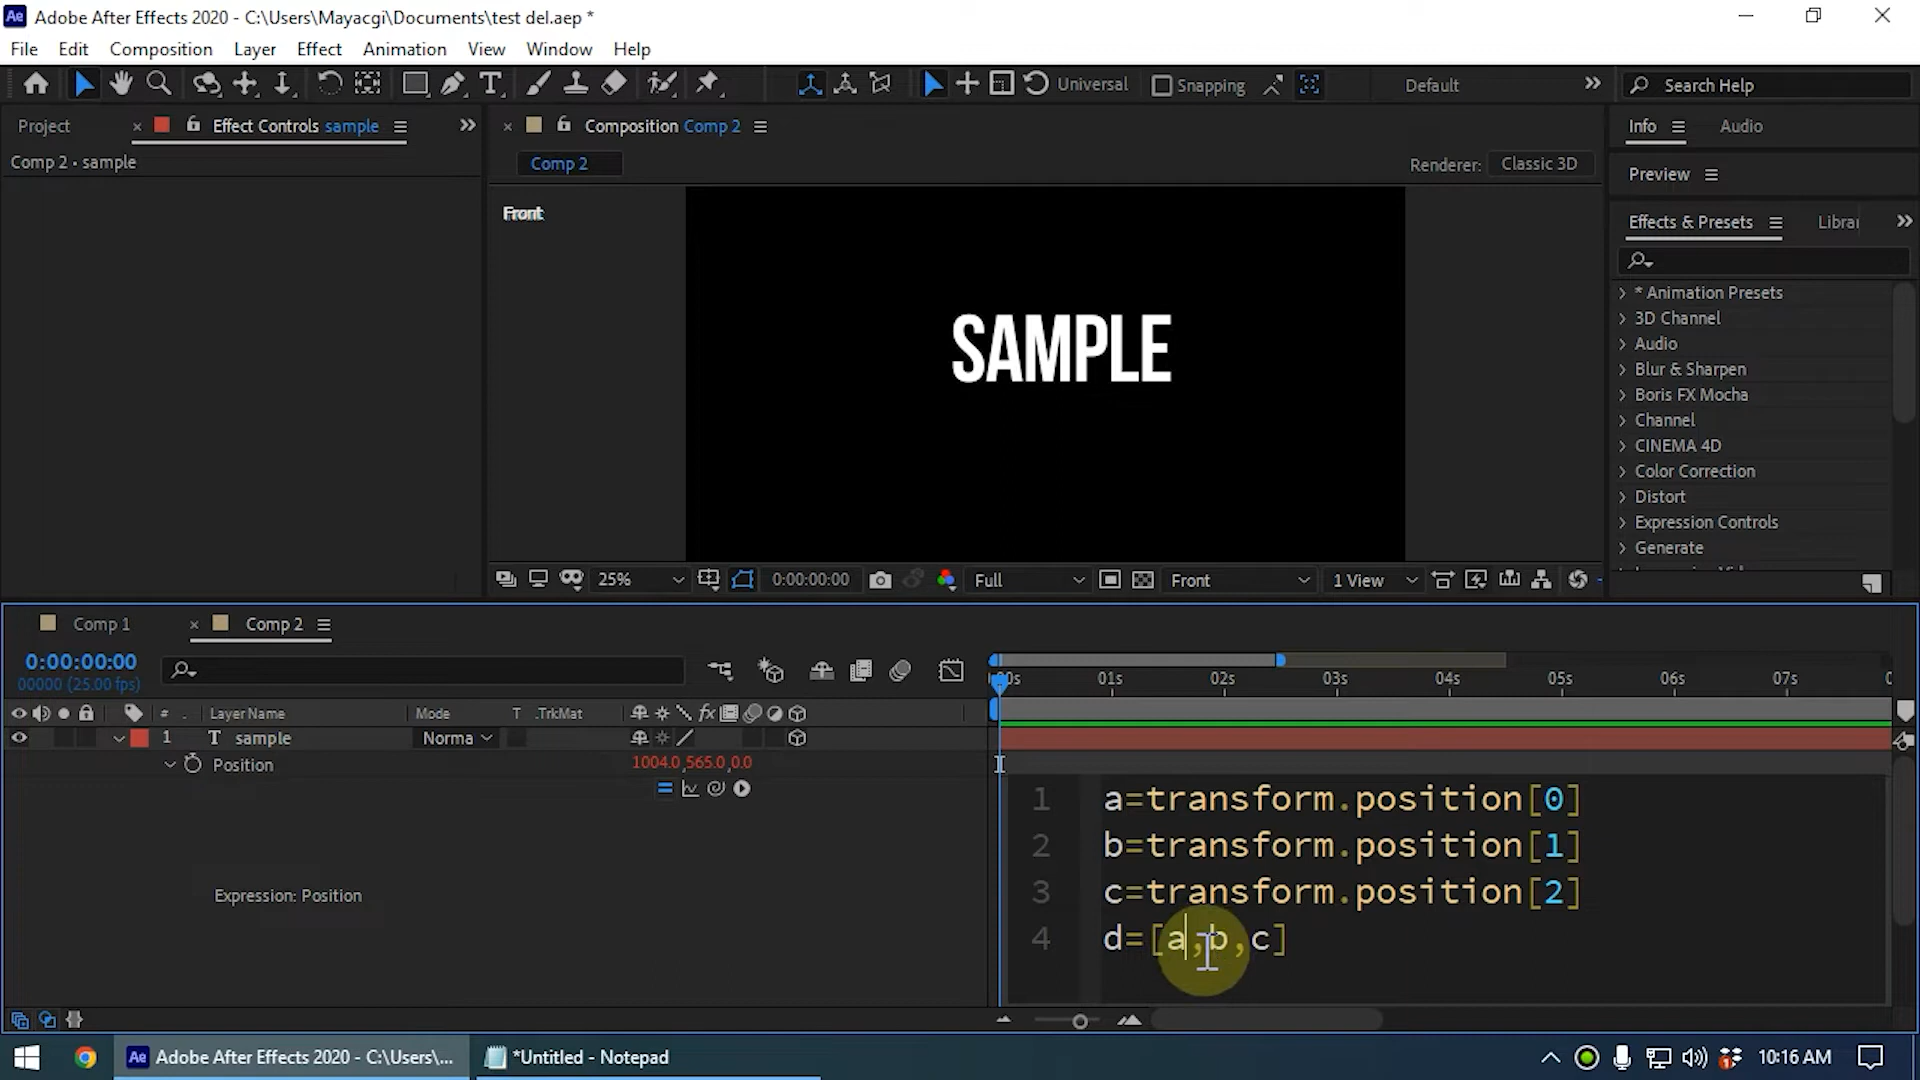 Ae Adobe After Effects 2020 - C:\Users\Mayacgi\Documents\test del.aep *
File Edit Composition Layer Effect Animation View Window Help
Universal Snapping Default Search Help
Project Effect Controls sample Composition Comp 2 Info Audio
Comp 2 • sample Comp 2 Renderer: Classic 3D
Preview
Front
Effects & Presets Librar
* Animation Presets
3D Channel
Audio
Blur & Sharpen
Boris FX Mocha
Channel
CINEMA 4D
Color Correction
Distort
Expression Controls
Generate
SAMPLE
25% 0:00:00:00 Full Front 1 View
Comp 1 Comp 2
0:00:00:00
00000 (25.00 fps)
01s 02s 03s 04s 05s 06s 07s
# . Layer Name Mode T .TrkMat
1 T sample Norma
Position 1004.0,565.0,0.0
1 a=transform.position[0]
2 b=transform.position[1]
3 c=transform.position[2]
4 d=[a,b,c]
Expression: Position
Ae Adobe After Effects 2020 - C:\Users\... *Untitled - Notepad 10:16 AM